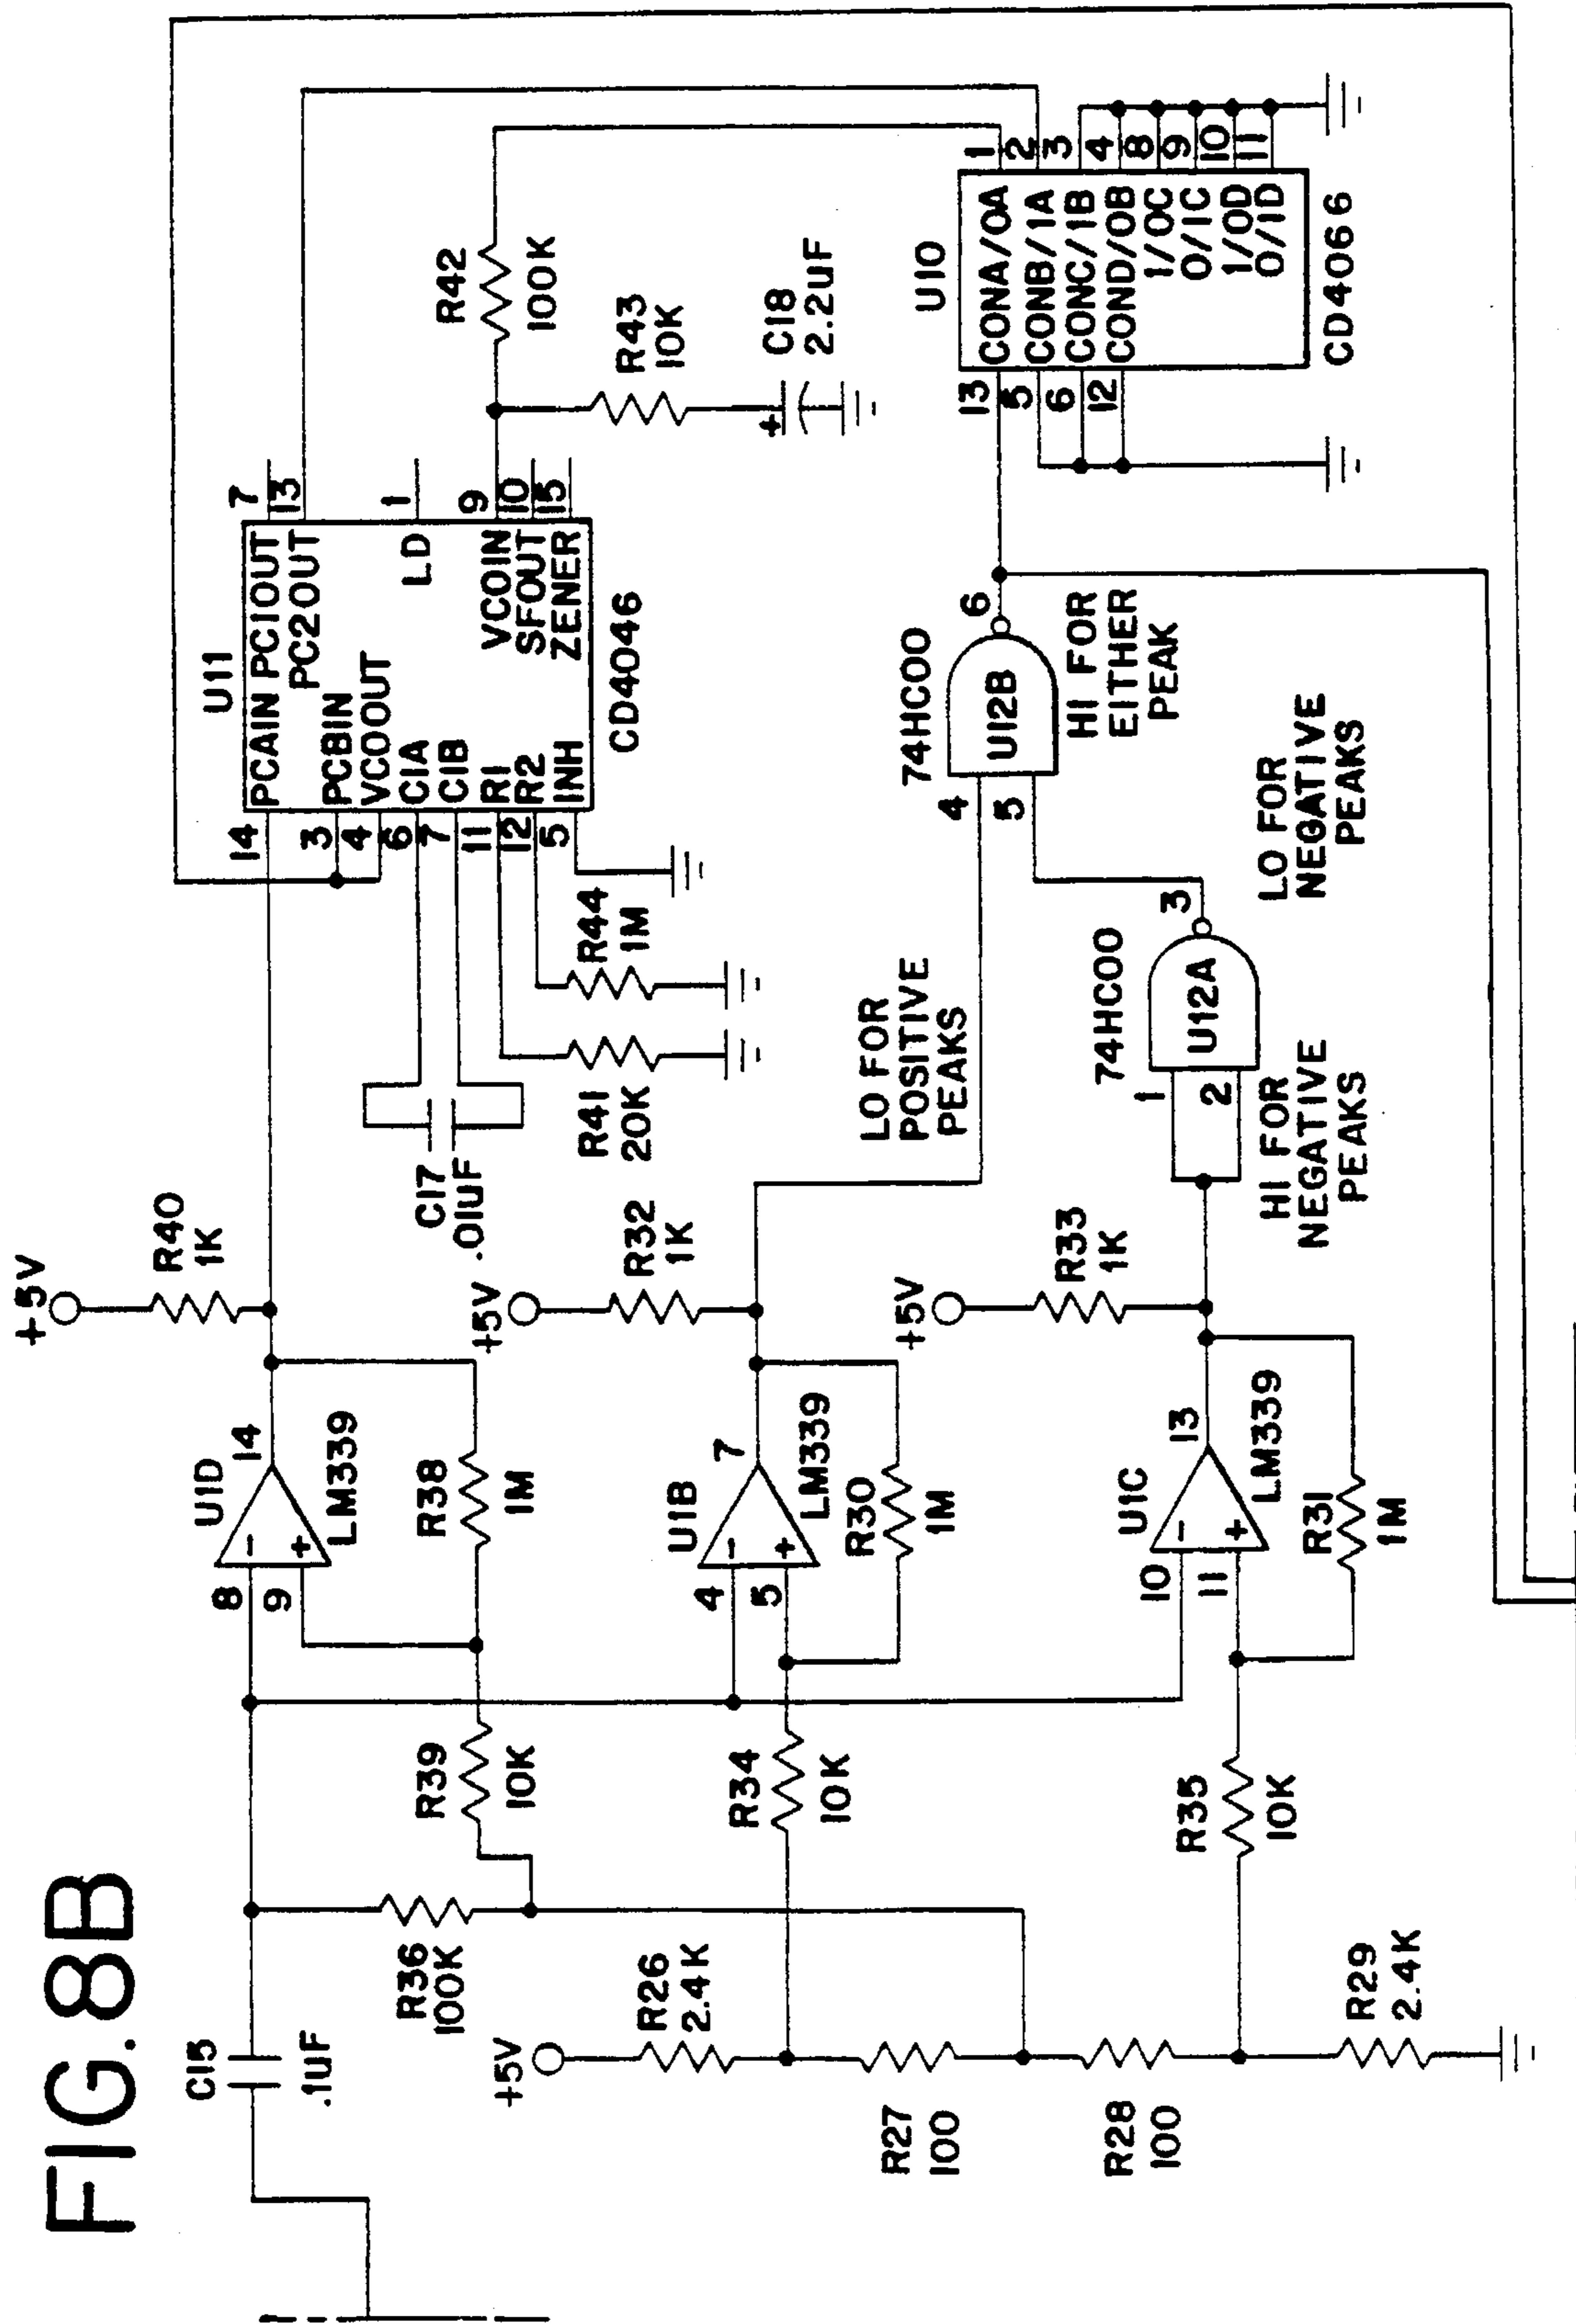 FIG.8B
C15
.1UF
R36
100K
+5V
R26
2.4K
R27
100
R28
100
R29
2.4K
R39
10K
R34
10K
R35
10K
8
9
-
+
U1D
14
LM339
R38
1M
4
5
-
+
U1B
7
LM339
R30
1M
10
11
-
+
U1C
13
LM339
R31
1M
+5V
R40
1K
+5V
R32
1K
+5V
R33
1K
C17
.01UF
R41
20K
R44
1M
LO FOR
POSITIVE
PEAKS
HI FOR
NEGATIVE
PEAKS
1
2
74HC00
U12A
3
LO FOR
NEGATIVE
PEAKS
4
5
74HC00
U12B
6
HI FOR
EITHER
PEAK
U11
14
3
4
6
7
11
12
5
PCAIN PC1OUT
PC2OUT
PCBIN
VCOOUT
CIA
CIB
LD
R1
R2
INH
VCOIN
SFOUT
ZENER
7
13
1
9
10
15
CD4046
R42
100K
R43
10K
+
C18
2.2UF
U10
13
5
6
12
CONA/OA
CONB/1A
CONC/1B
COND/OB
1/OC
O/1C
1/OD
O/1D
1
2
3
4
8
9
10
11
CD4066